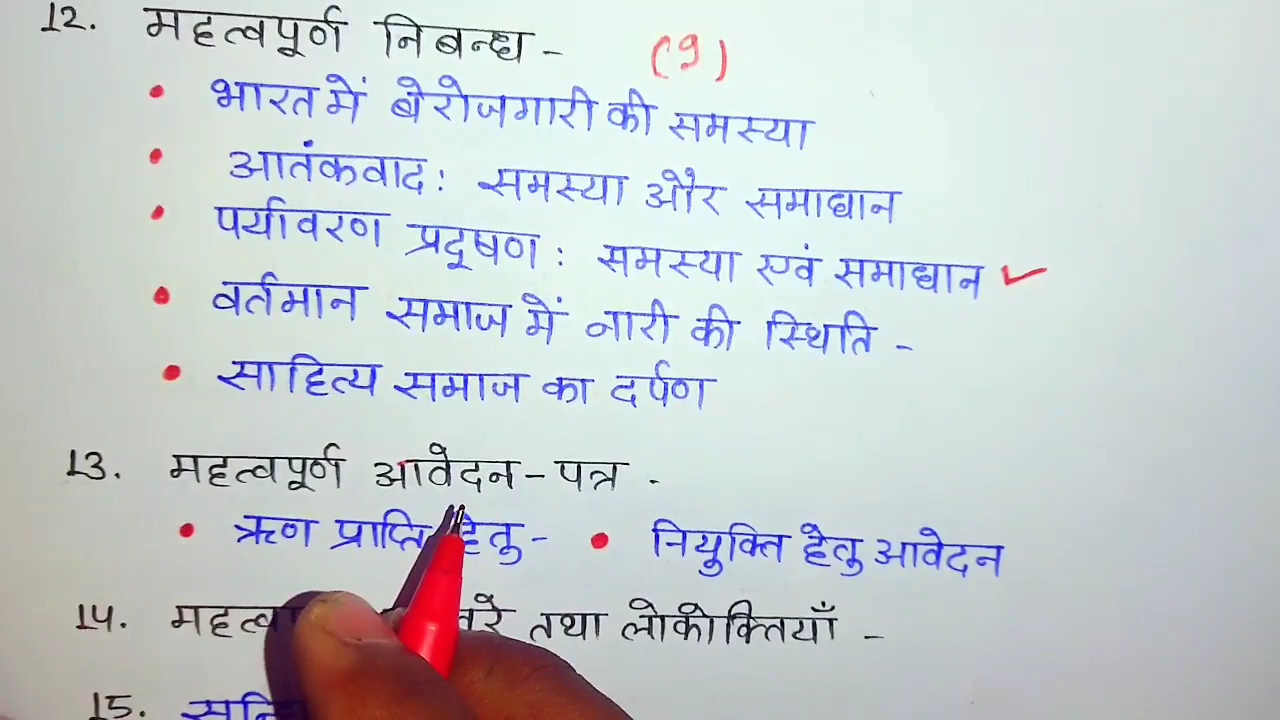 12. महत्वपूर्ण निबन्ध - (9)
• भारत में बेरोजगारी की समस्या
• आतंकवाद : समस्या और समाधान
• पर्यावरण प्रदूषण : समस्या एवं समाधान ✓
• वर्तमान समाज में नारी की स्थिति -
• साहित्य समाज का दर्पण
13. महत्वपूर्ण आवेदन - पत्र -
• ऋण प्राप्ति हेतु - • नियुक्ति हेतु आवेदन
14. तथा लोकोक्तियाँ -
15.